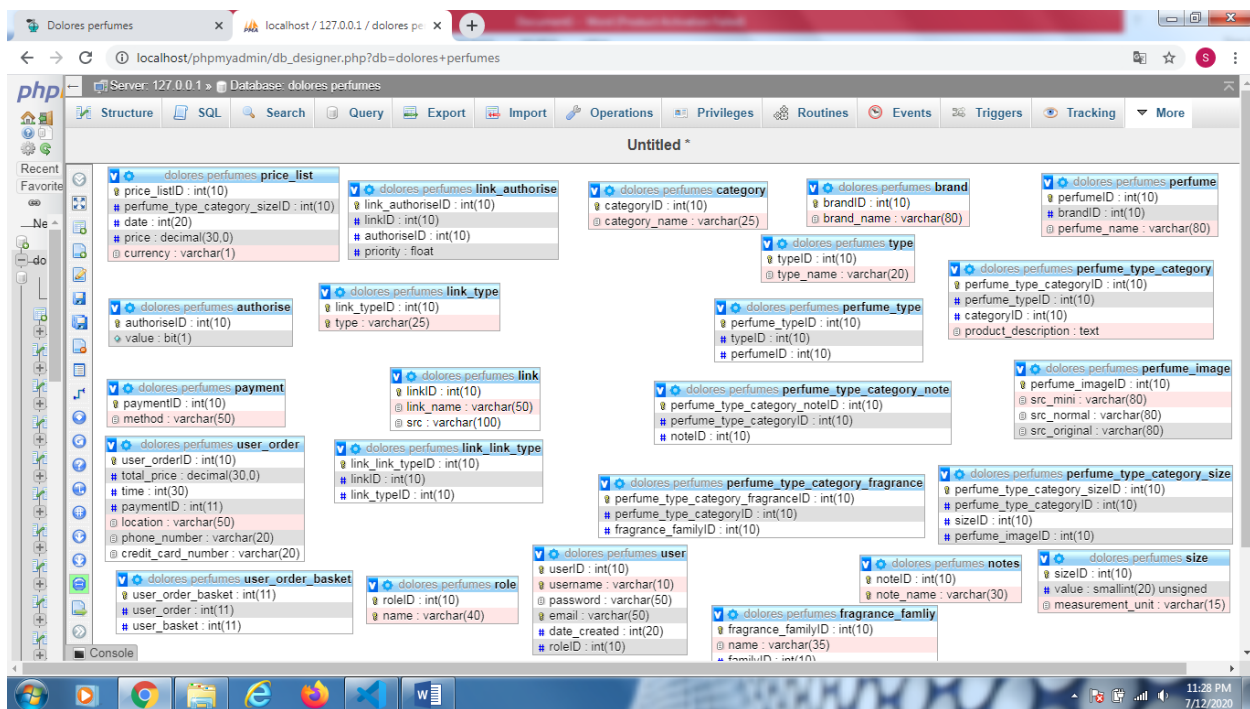 Dolores perfumes
localhost / 127.0.0.1 / dolores pe
localhost/phpmyadmin/db_designer.php?db=dolores+perfumes
S
php
Server: 127.0.0.1 » Database: dolores perfumes
Structure SQL Search Query Export Import Operations Privileges Routines Events Triggers Tracking More
Untitled *
Recent
Favorite
Ne
do
dolores perfumes price_list
price_listID : int(10)
perfume_type_category_sizeID : int(10)
date : int(20)
price : decimal(30,0)
currency : varchar(1)
dolores perfumes link_authorise
link_authoriseID : int(10)
linkID : int(10)
authoriseID : int(10)
priority : float
dolores perfumes category
categoryID : int(10)
category_name : varchar(25)
dolores perfumes brand
brandID : int(10)
brand_name : varchar(80)
dolores perfumes perfume
perfumeID : int(10)
brandID : int(10)
perfume_name : varchar(80)
dolores perfumes type
typeID : int(10)
type_name : varchar(20)
dolores perfumes perfume_type_category
perfume_type_categoryID : int(10)
perfume_typeID : int(10)
categoryID : int(10)
product_description : text
dolores perfumes authorise
authoriseID : int(10)
value : bit(1)
dolores perfumes link_type
link_typeID : int(10)
type : varchar(25)
dolores perfumes perfume_type
perfume_typeID : int(10)
typeID : int(10)
perfumeID : int(10)
dolores perfumes payment
paymentID : int(10)
method : varchar(50)
dolores perfumes link
linkID : int(10)
link_name : varchar(50)
src : varchar(100)
dolores perfumes perfume_type_category_note
perfume_type_category_noteID : int(10)
perfume_type_categoryID : int(10)
noteID : int(10)
dolores perfumes perfume_image
perfume_imageID : int(10)
src_mini : varchar(80)
src_normal : varchar(80)
src_original : varchar(80)
dolores perfumes user_order
user_orderID : int(10)
total_price : decimal(30,0)
time : int(30)
paymentID : int(11)
location : varchar(50)
phone_number : varchar(20)
credit_card_number : varchar(20)
dolores perfumes link_link_type
link_link_typeID : int(10)
linkID : int(10)
link_typeID : int(10)
dolores perfumes perfume_type_category_fragrance
perfume_type_category_fragranceID : int(10)
perfume_type_categoryID : int(10)
fragrance_familyID : int(10)
dolores perfumes perfume_type_category_size
perfume_type_category_sizeID : int(10)
perfume_type_categoryID : int(10)
sizeID : int(10)
perfume_imageID : int(10)
dolores perfumes user_order_basket
user_order_basket : int(11)
user_order : int(11)
user_basket : int(11)
dolores perfumes role
roleID : int(10)
name : varchar(40)
dolores perfumes user
userID : int(10)
username : varchar(10)
password : varchar(50)
email : varchar(50)
date_created : int(20)
roleID : int(10)
dolores perfumes notes
noteID : int(10)
note_name : varchar(30)
dolores perfumes size
sizeID : int(10)
value : smallint(20) unsigned
measurement_unit : varchar(15)
dolores perfumes fragrance_famliy
fragrance_familyID : int(10)
name : varchar(35)
familyID : int(10)
Console
11:28 PM
7/12/2020